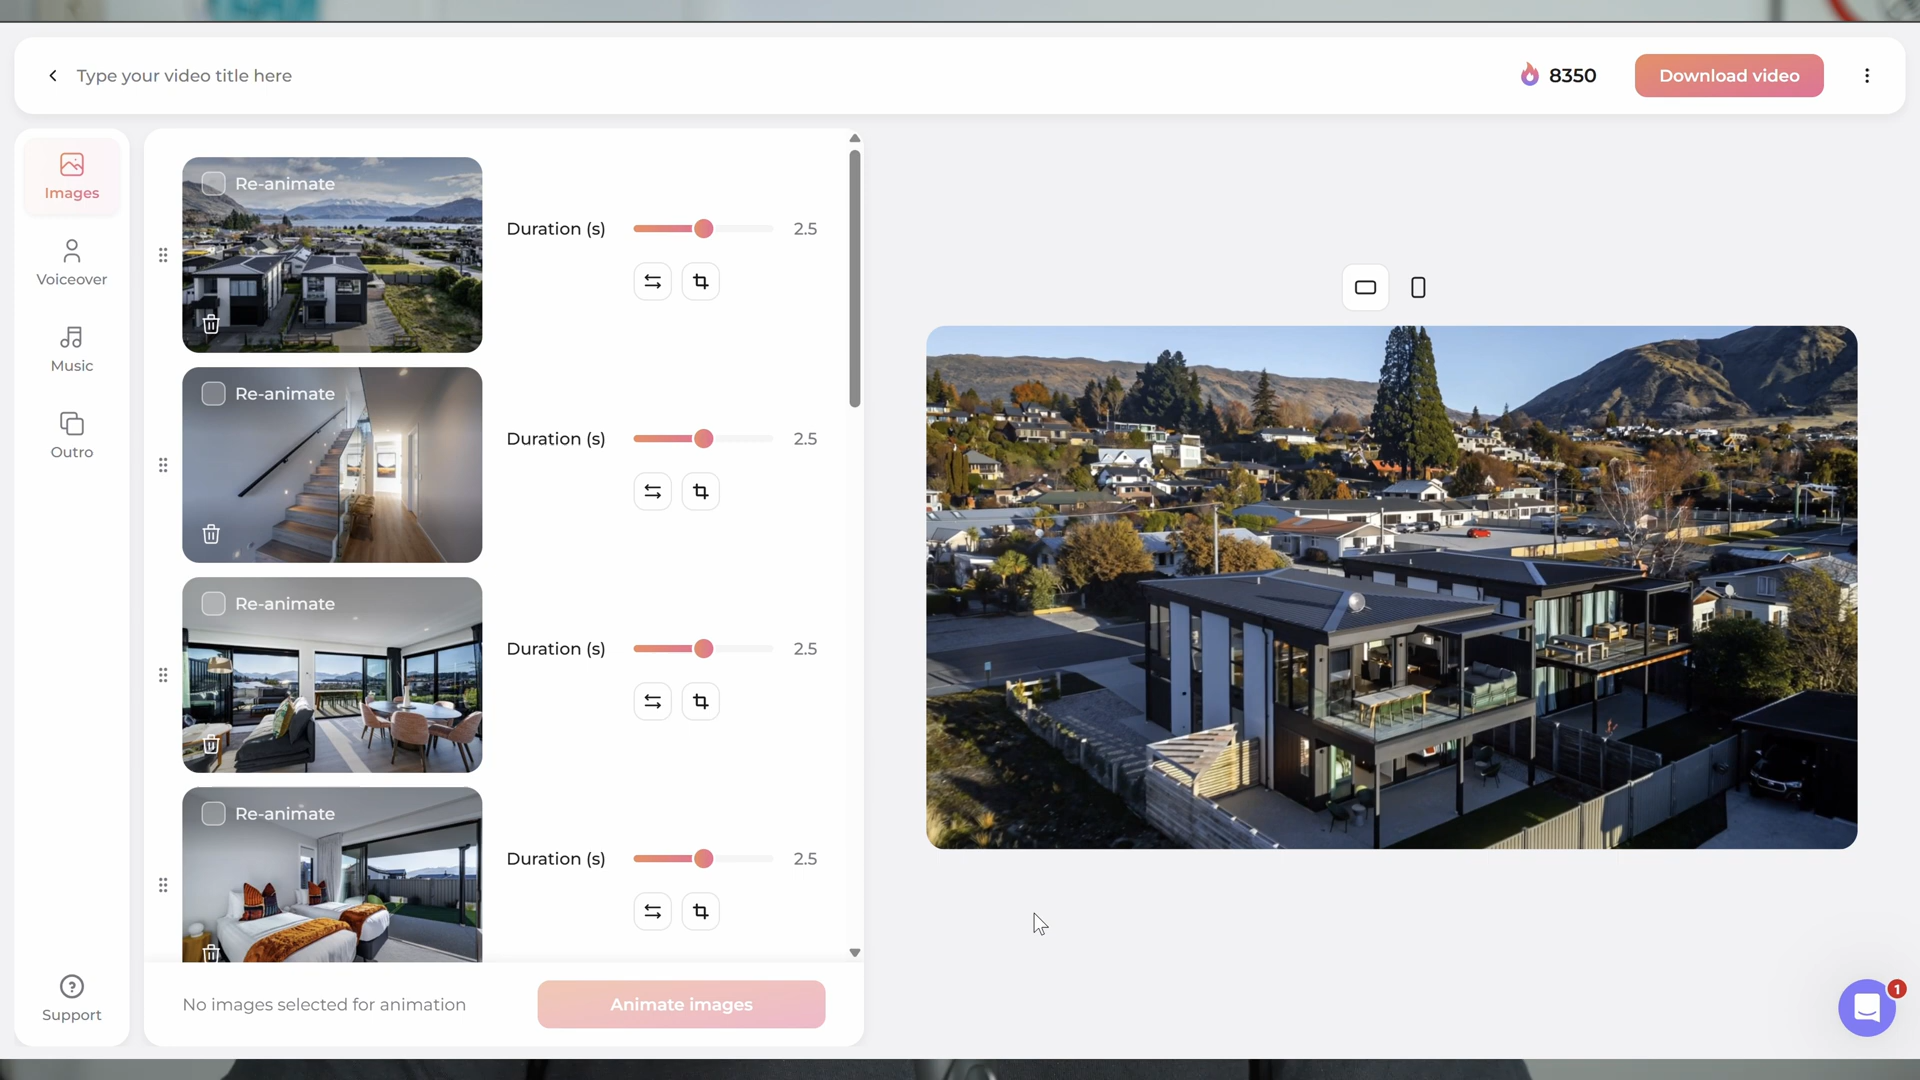 Type your video title here
8350
Download video
Images
Voiceover
Music
Outro
Support
Re-animate
Duration (s)
2.5
Re-animate
Duration (s)
2.5
Re-animate
Duration (s)
2.5
Re-animate
Duration (s)
2.5
No images selected for animation
Animate images
1